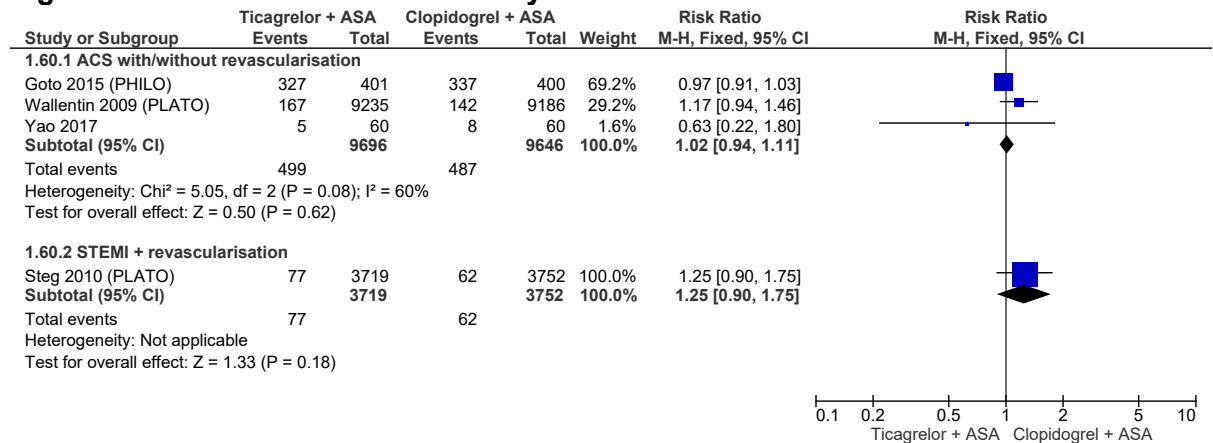 Ticagrelor + ASA Clopidogrel + ASA Risk Ratio Risk Ratio
Study or Subgroup Events Total Events Total Weight M-H, Fixed, 95% CI M-H, Fixed, 95% CI
1.60.1 ACS with/without revascularisation
Goto 2015 (PHILO) 327 401 337 400 69.2% 0.97 [0.91, 1.03]
Wallentin 2009 (PLATO) 167 9235 142 9186 29.2% 1.17 [0.94, 1.46]
Yao 2017 5 60 8 60 1.6% 0.63 [0.22, 1.80]
Subtotal (95% CI) 9696 9646 100.0% 1.02 [0.94, 1.11]
Total events 499 487
Heterogeneity: Chi² = 5.05, df = 2 (P = 0.08); I² = 60%
Test for overall effect: Z = 0.50 (P = 0.62)
1.60.2 STEMI + revascularisation
Steg 2010 (PLATO) 77 3719 62 3752 100.0% 1.25 [0.90, 1.75]
Subtotal (95% CI) 3719 3752 100.0% 1.25 [0.90, 1.75]
Total events 77 62
Heterogeneity: Not applicable
Test for overall effect: Z = 1.33 (P = 0.18)
0.1 0.2 0.5 1 2 5 10
Ticagrelor + ASA Clopidogrel + ASA